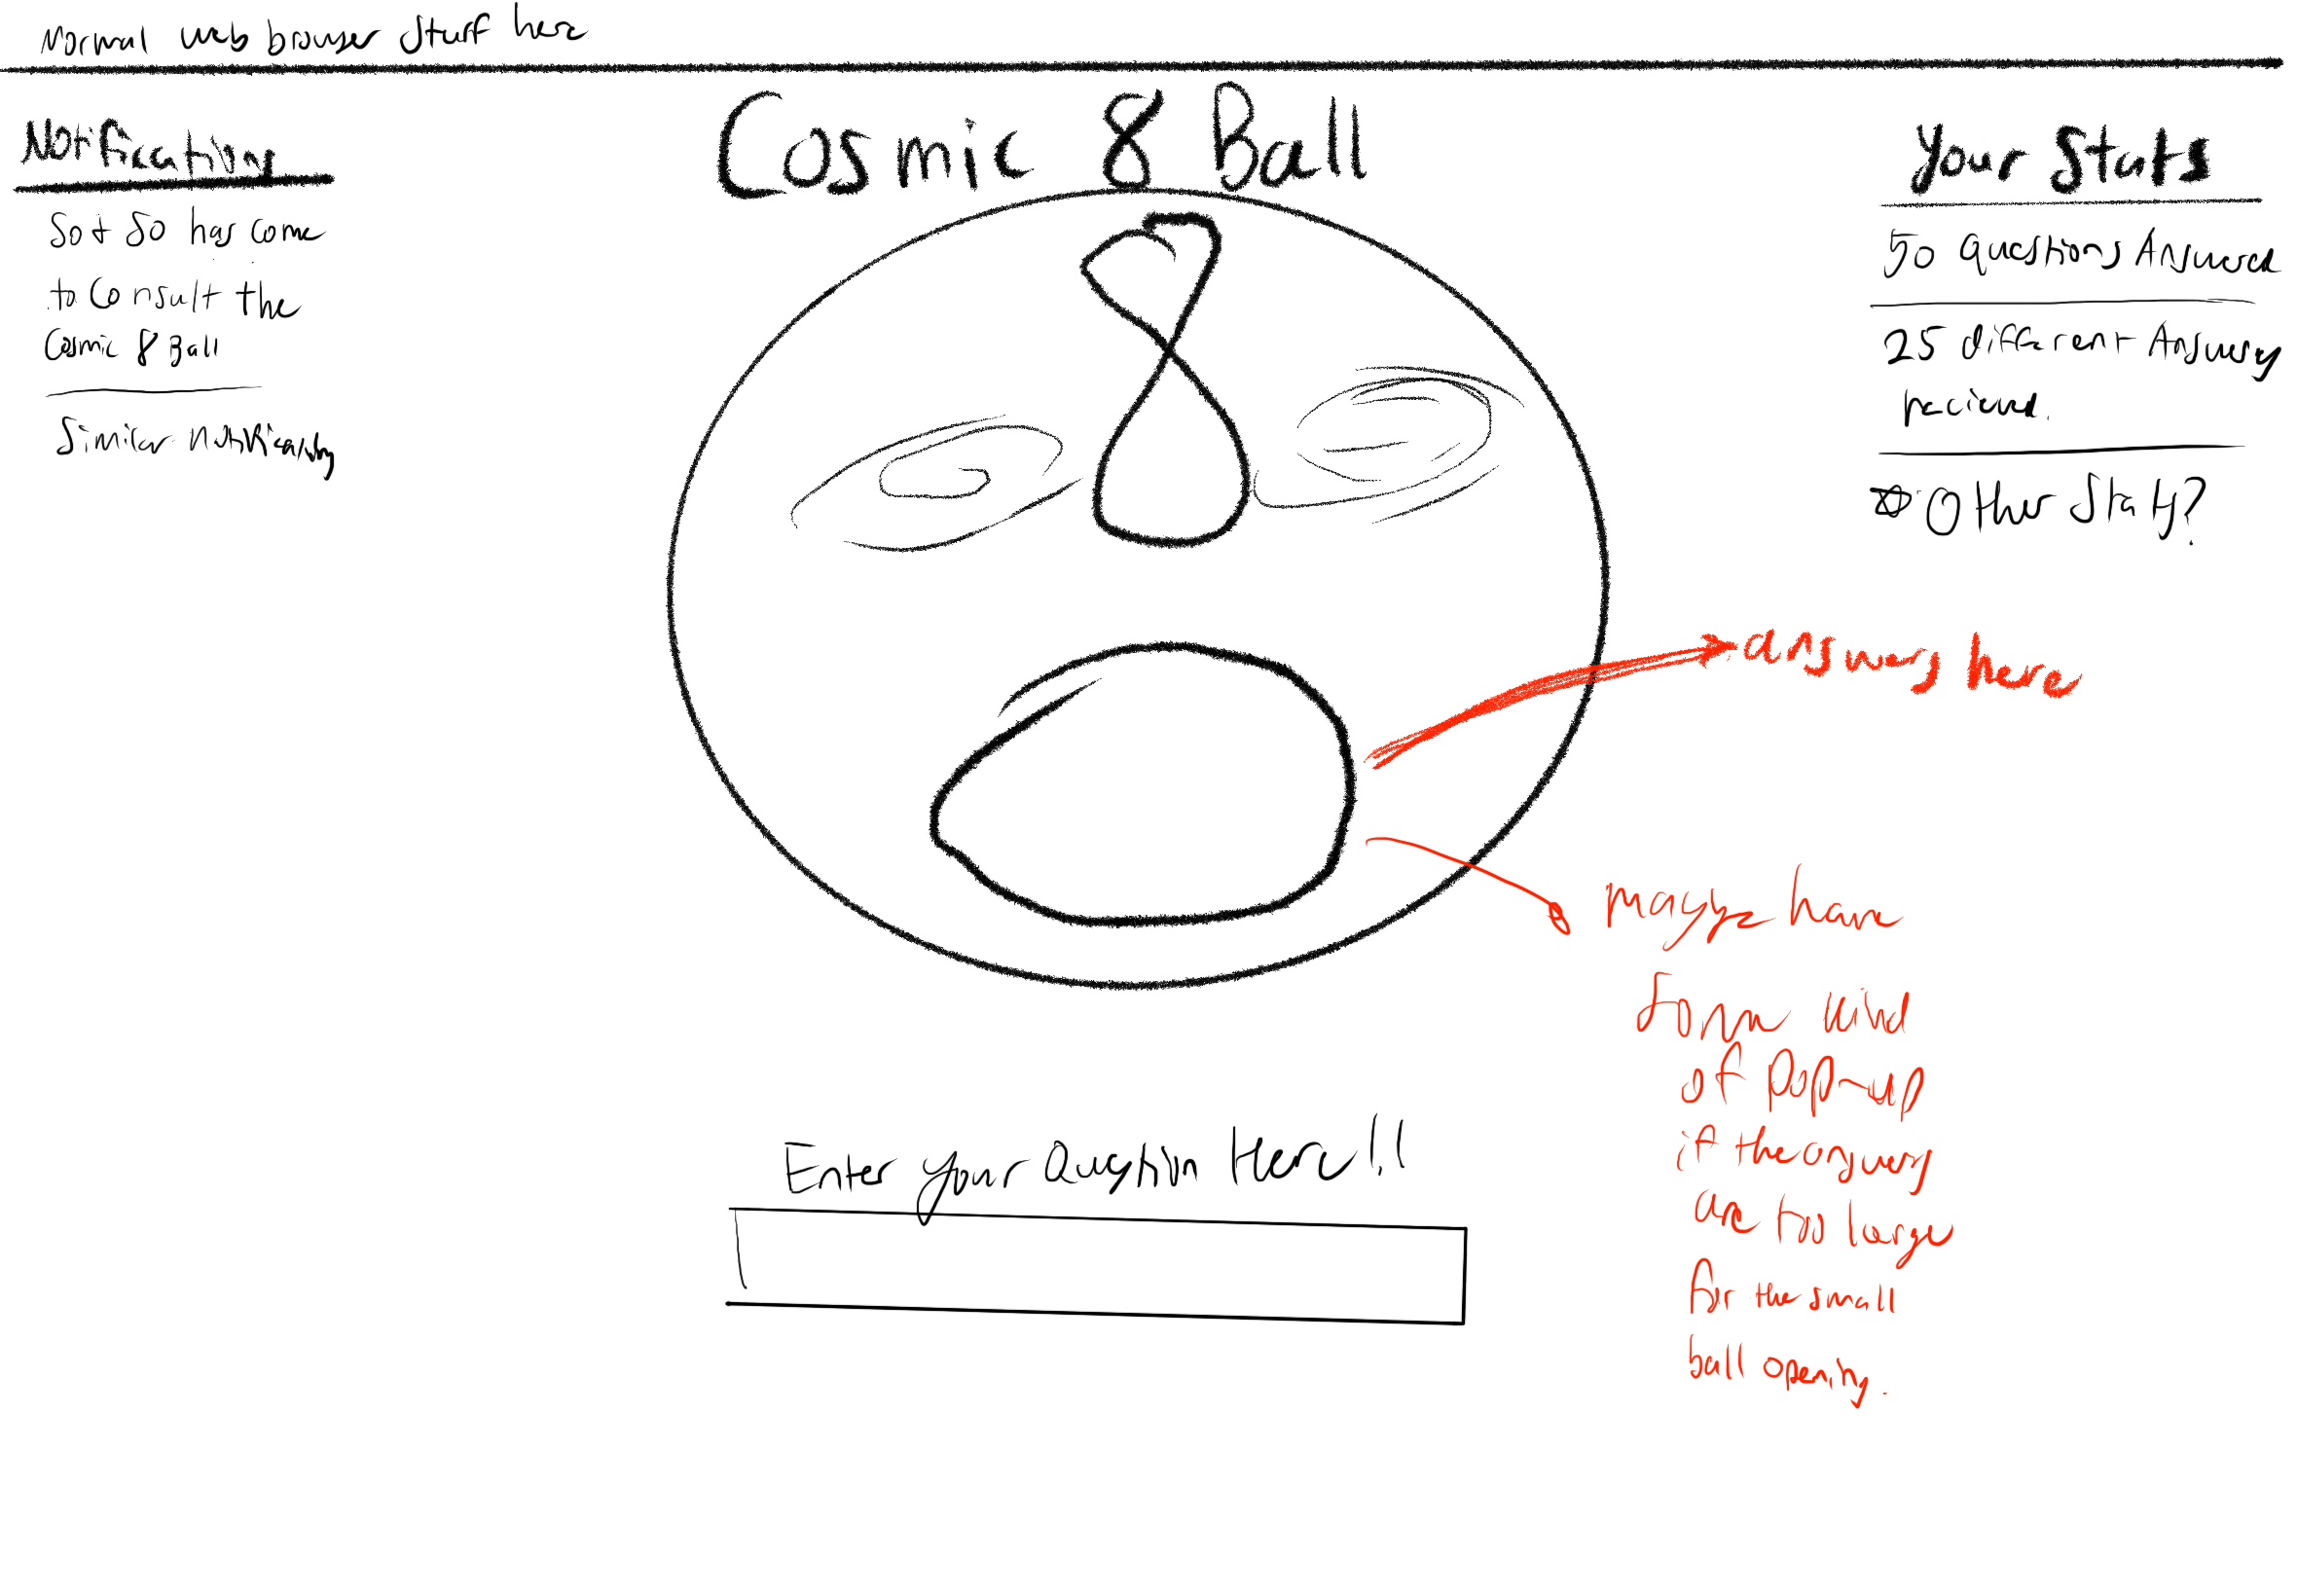 Normal web browser stuff here
Cosmic 8 Ball
Notifications
So + So has come
to Consult the
Cosmic 8 Ball
Similar notifications
Your Stats
50 Questions Answered
25 different Answers
recieved.
Other Stats?
8
answers here
maybe have
some kind
of pop-up
if the answers
are too large
for the small
ball opening.
Enter your Question Here!!